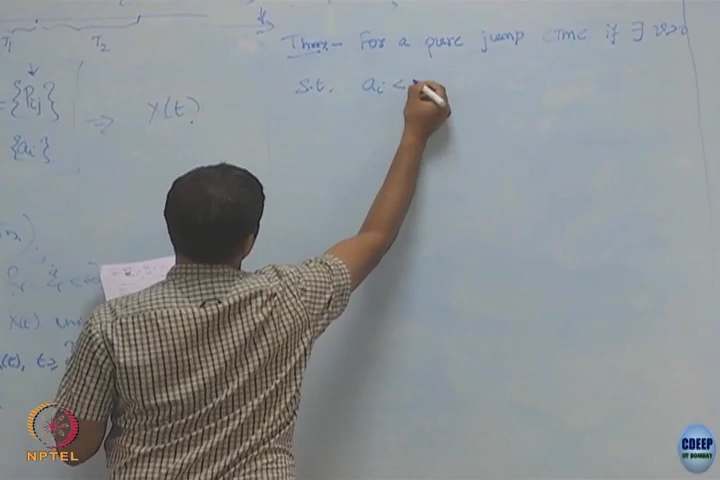 T₁ T₂
Thm:- For a pure jump CTMC if ∃ ν>0
s.t. aᵢ <
= {Pᵢⱼ} ⇒ X(t)
{aᵢ}
X(t)
(t), t≥
NPTEL
CDEEP
IIT BOMBAY